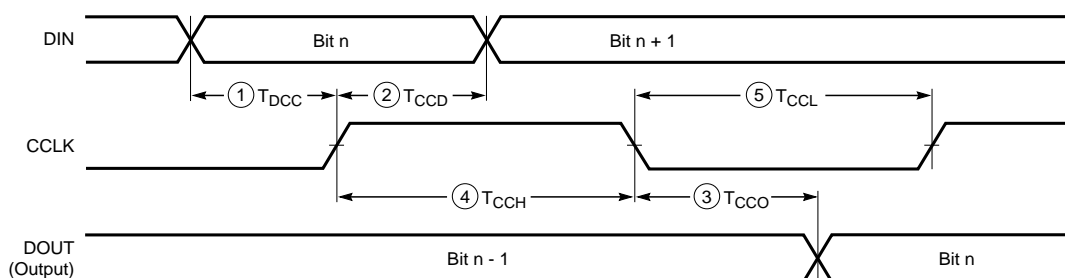 DIN
Bit n
Bit n + 1
1 TDCC
2 TCCD
5 TCCL
CCLK
4 TCCH
3 TCCO
DOUT
(Output)
Bit n - 1
Bit n